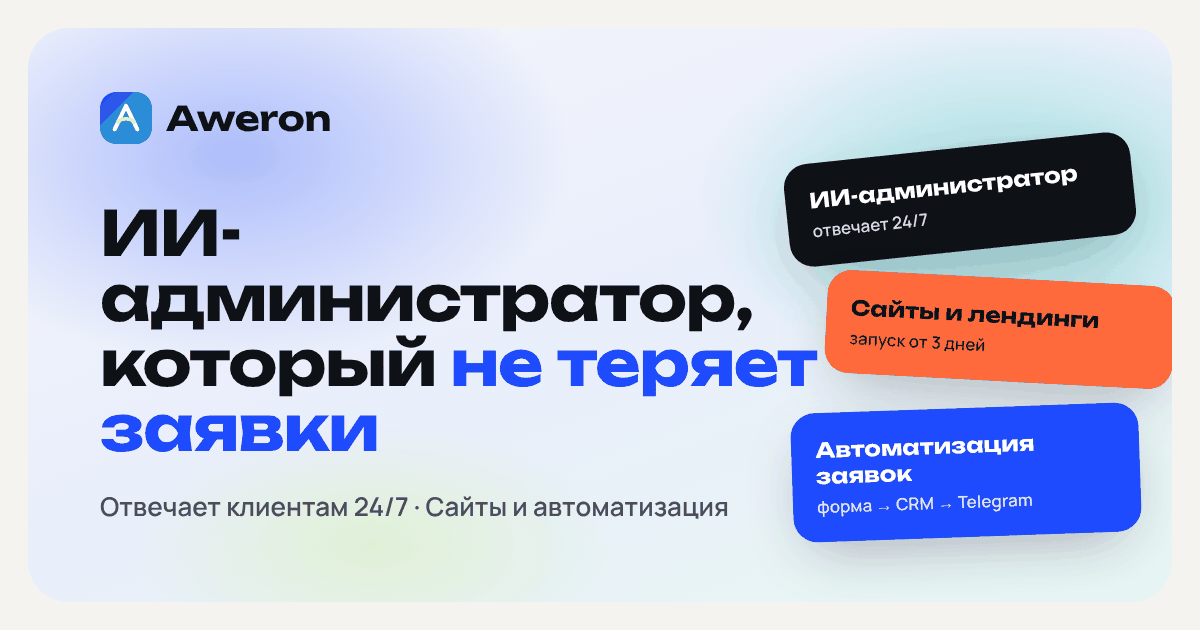 Aweron
ИИ-
администратор,
который не теряет
заявки
Отвечает клиентам 24/7 · Сайты и автоматизация
ИИ-администратор
отвечает 24/7
Сайты и лендинги
запуск от 3 дней
Автоматизация
заявок
форма → CRM → Telegram